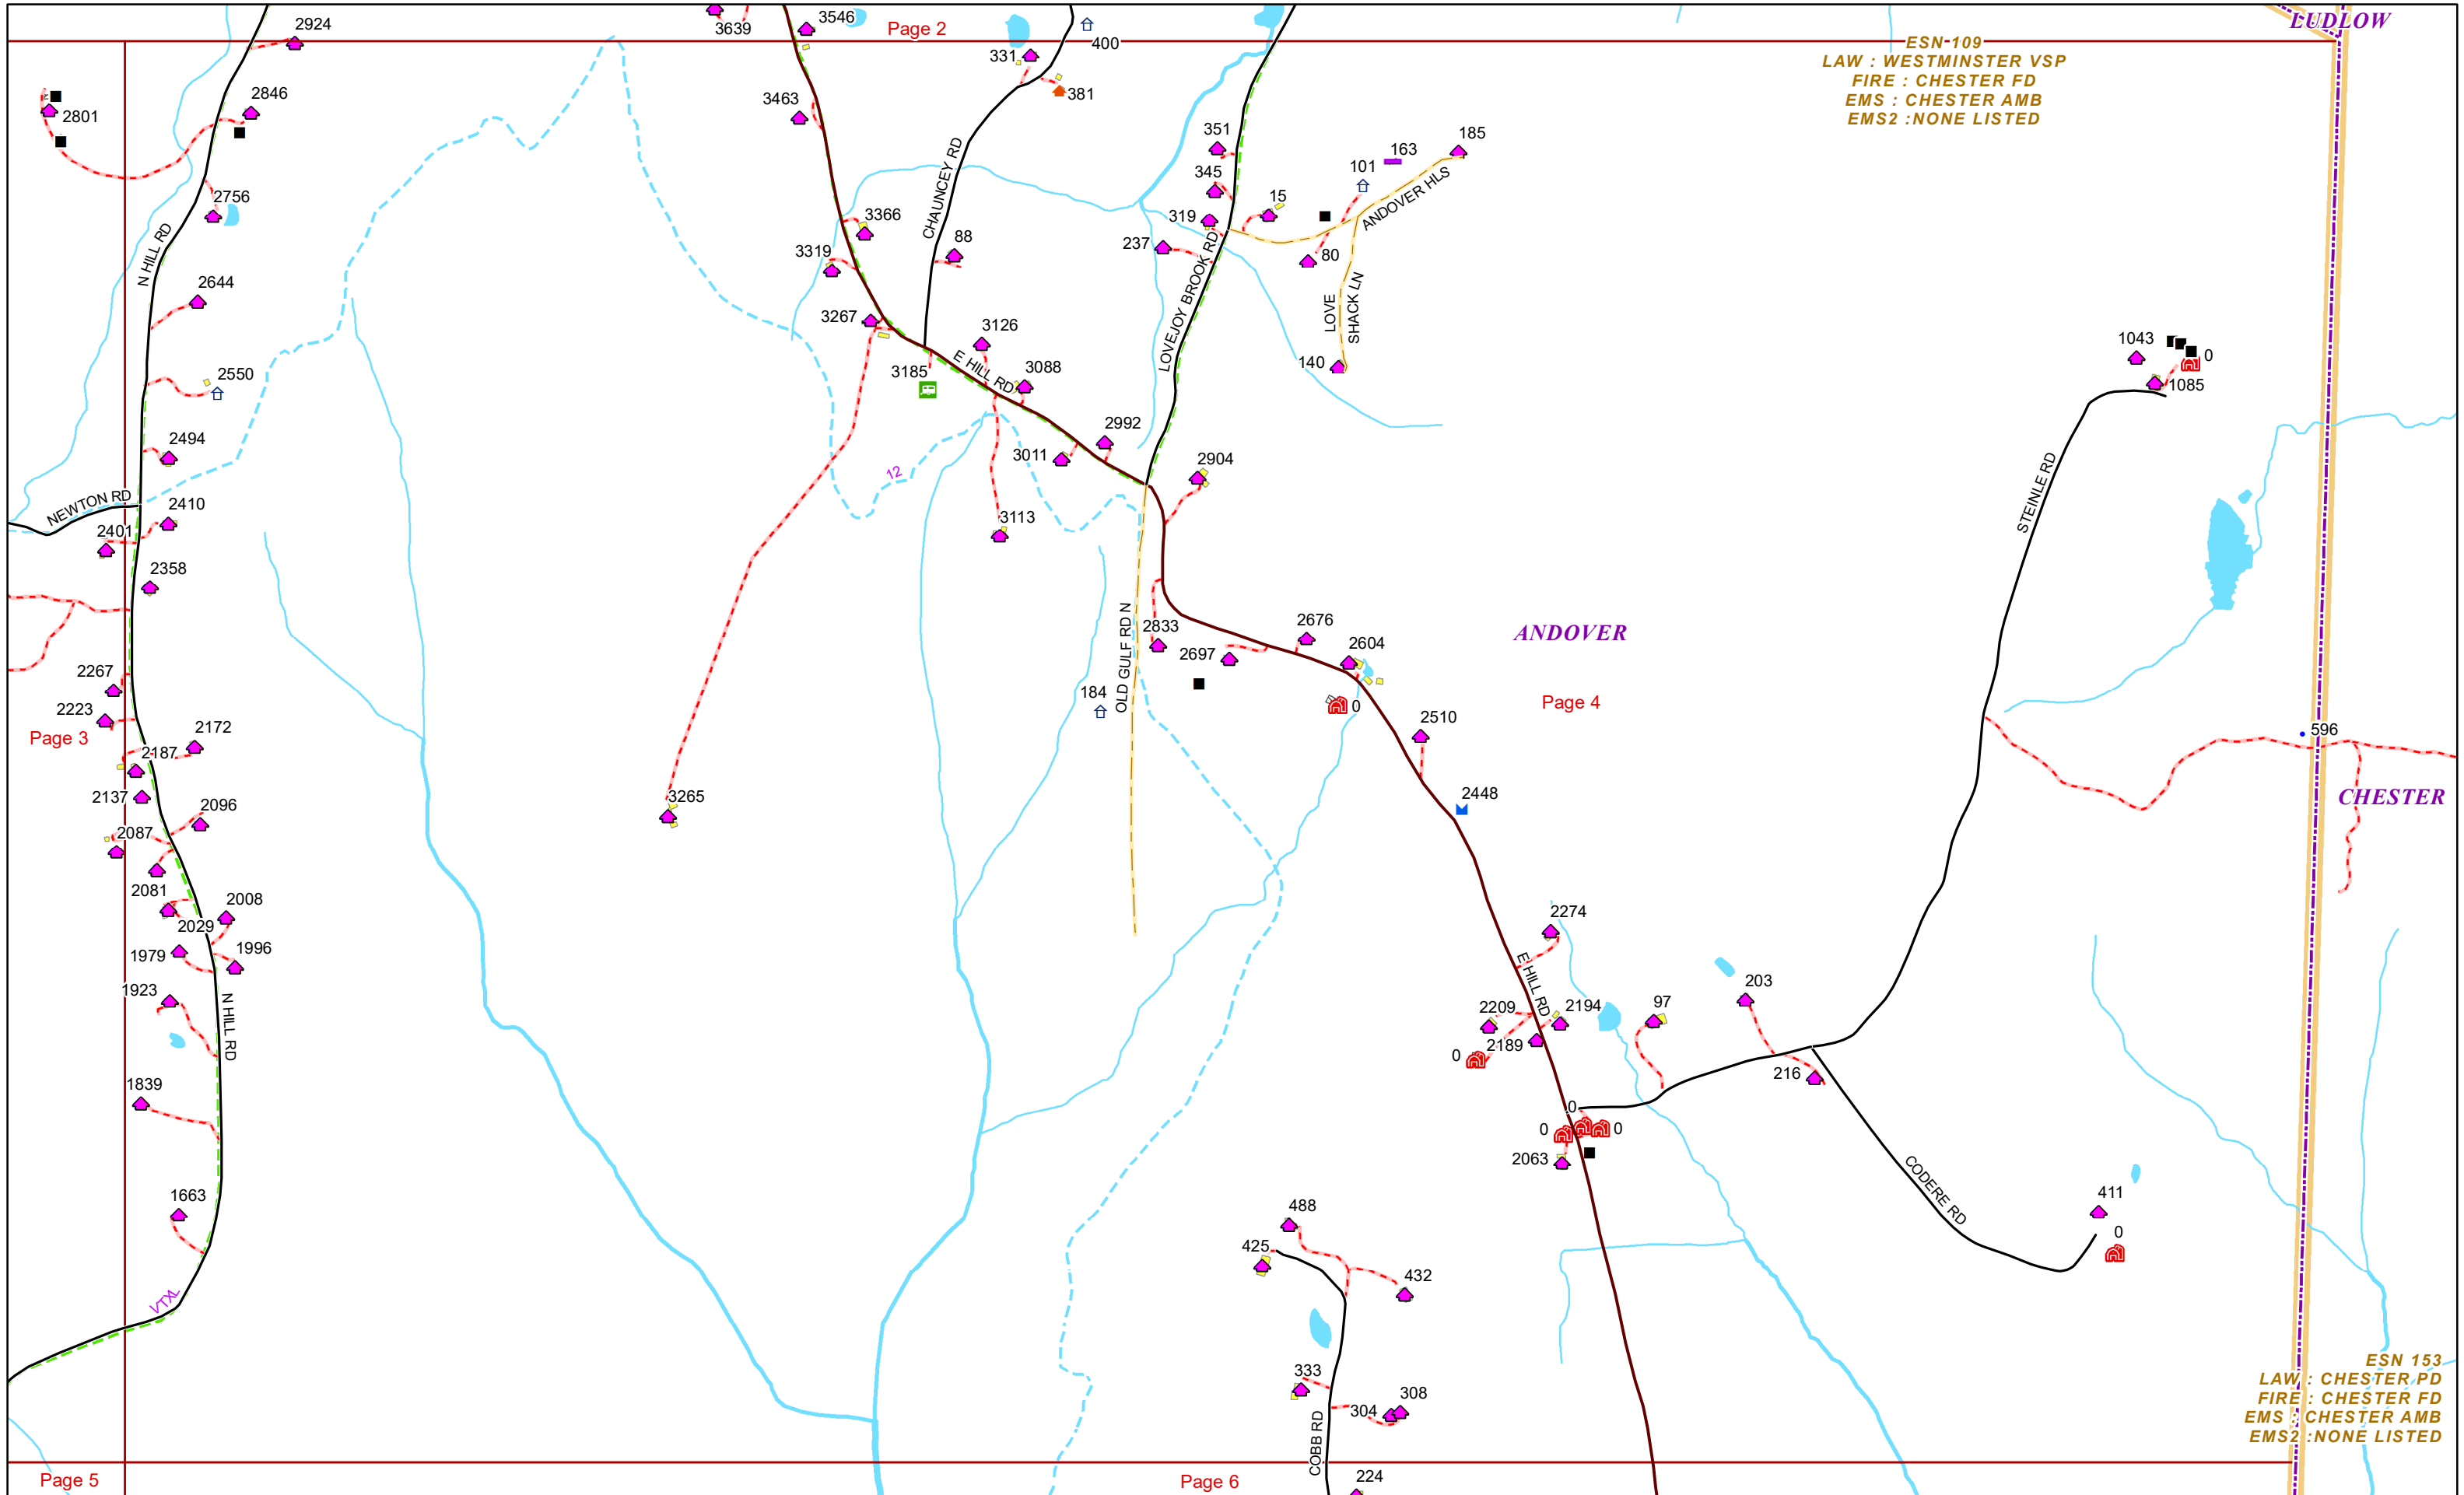 LUDLOW
2924
3639
3546
Page 2
331
400
381
ESN 109
LAW : WESTMINSTER VSP
FIRE : CHESTER FD
EMS : CHESTER AMB
EMS2 :NONE LISTED
2801
2846
3463
CHAUNCEY RD
351
345
319
237
15
101
163
185
ANDOVER HLS
80
2756
N HILL RD
3366
3319
88
3267
2644
LOVEJOY BROOK RD
LOVE
SHACK LN
140
3126
E HILL RD
3088
3185
2550
1043
0
1085
2494
12
3011
2992
2904
STEINLE RD
NEWTON RD
2410
2401
3113
2358
OLD GULF RD N
2833
2697
2676
2604
ANDOVER
2267
2223
Page 3
2172
2187
184
0
2510
Page 4
596
2137
2096
3265
2448
CHESTER
2087
2081
2008
2029
2274
1979
1996
1923
N HILL RD
E HILL RD
2209
2194
2189
0
97
203
216
1839
0
0
0
2063
CODERE RD
1663
488
425
432
411
0
VTXL
333
304
308
COBB RD
ESN 153
LAW : CHESTER PD
FIRE : CHESTER FD
EMS : CHESTER AMB
EMS2 :NONE LISTED
Page 5
Page 6
224